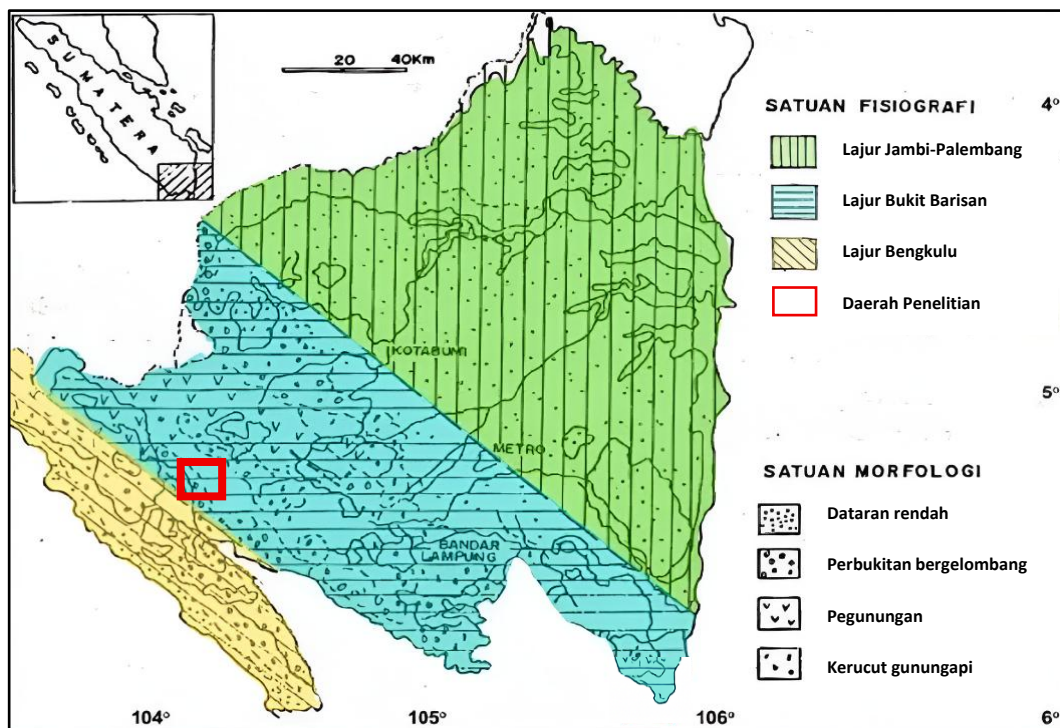 SUMATERA
20 40Km
SATUAN FISIOGRAFI
4°
Lajur Jambi-Palembang
Lajur Bukit Barisan
Lajur Bengkulu
Daerah Penelitian
KOTABUMI
5°
METRO
SATUAN MORFOLOGI
Dataran rendah
BANDAR
LAMPUNG
Perbukitan bergelombang
Pegunungan
Kerucut gunungapi
104° 105° 106° 6°